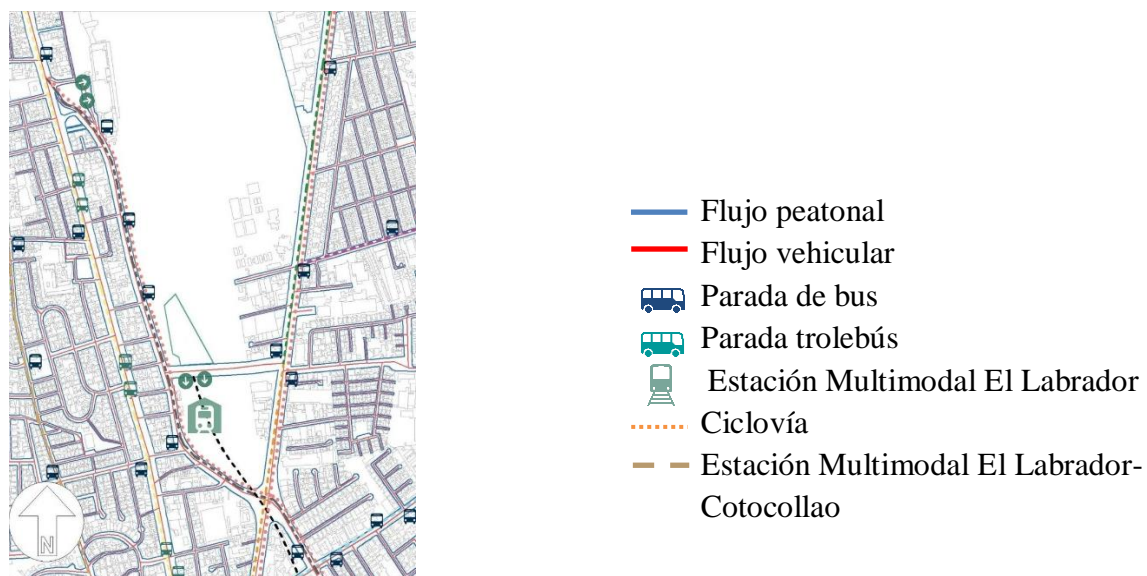 Flujo peatonal
Flujo vehicular
Parada de bus
Parada trolebús
Estación Multimodal El Labrador
Ciclovía
Estación Multimodal El Labrador-
Cotocollao
N